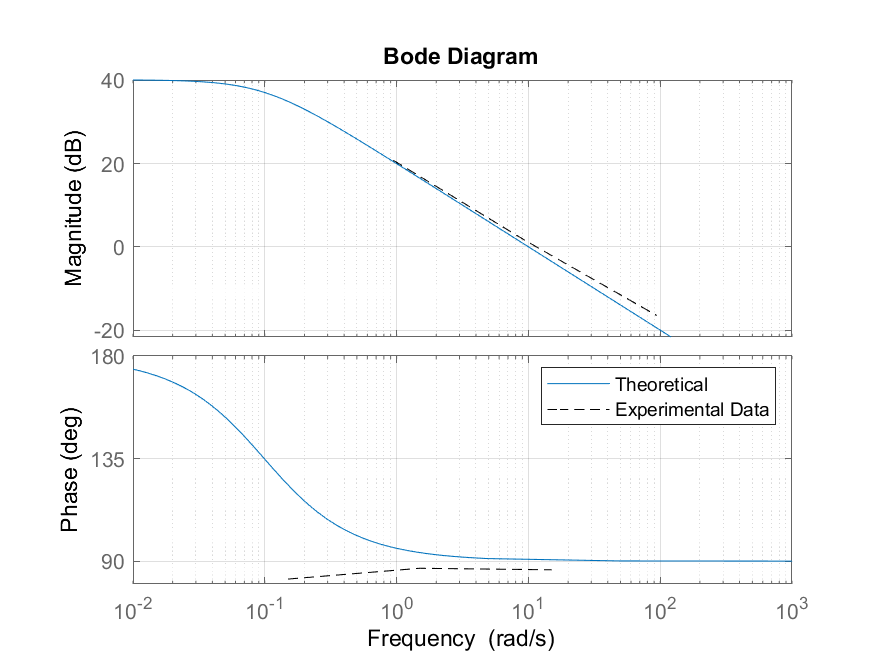 Bode Diagram
Magnitude (dB)
40
20
0
-20
Phase (deg)
180
135
90
Theoretical
Experimental Data
10^-2 10^-1 10^0 10^1 10^2 10^3
Frequency (rad/s)